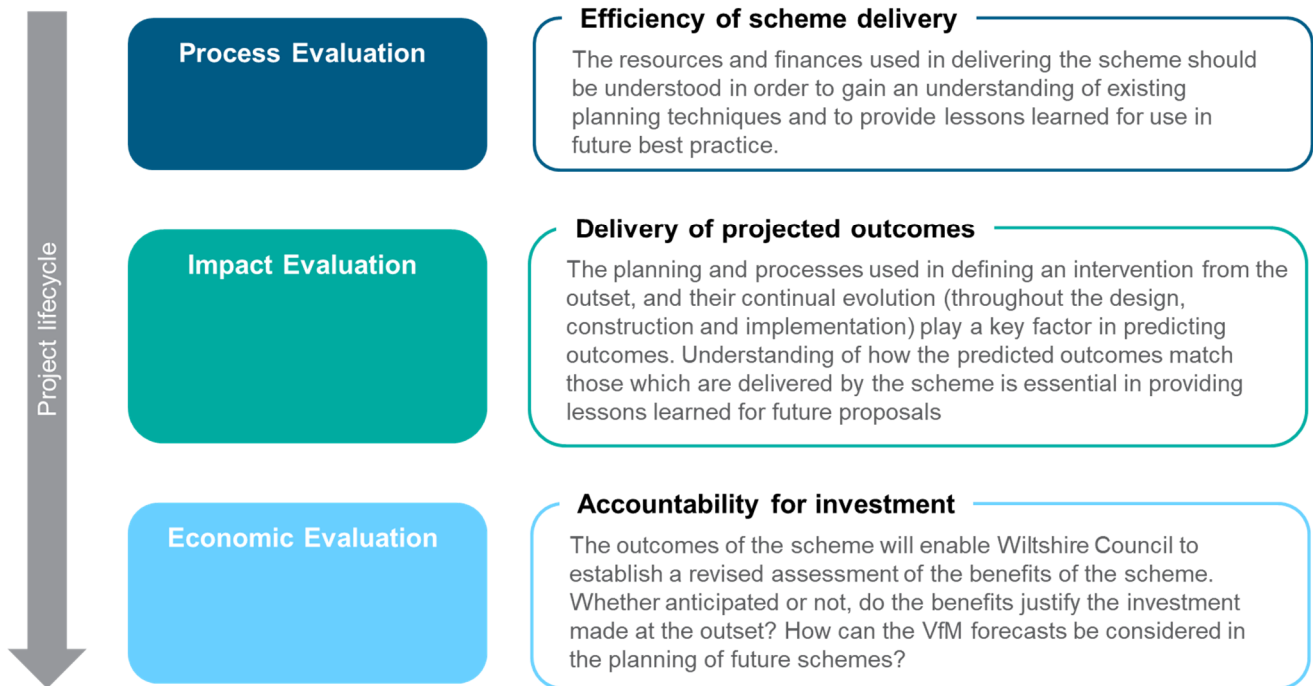 Project lifecycle
Process Evaluation
Efficiency of scheme delivery
The resources and finances used in delivering the scheme should
be understood in order to gain an understanding of existing
planning techniques and to provide lessons learned for use in
future best practice.
Impact Evaluation
Delivery of projected outcomes
The planning and processes used in defining an intervention from the
outset, and their continual evolution (throughout the design,
construction and implementation) play a key factor in predicting
outcomes. Understanding of how the predicted outcomes match
those which are delivered by the scheme is essential in providing
lessons learned for future proposals
Economic Evaluation
Accountability for investment
The outcomes of the scheme will enable Wiltshire Council to
establish a revised assessment of the benefits of the scheme.
Whether anticipated or not, do the benefits justify the investment
made at the outset? How can the VfM forecasts be considered in
the planning of future schemes?